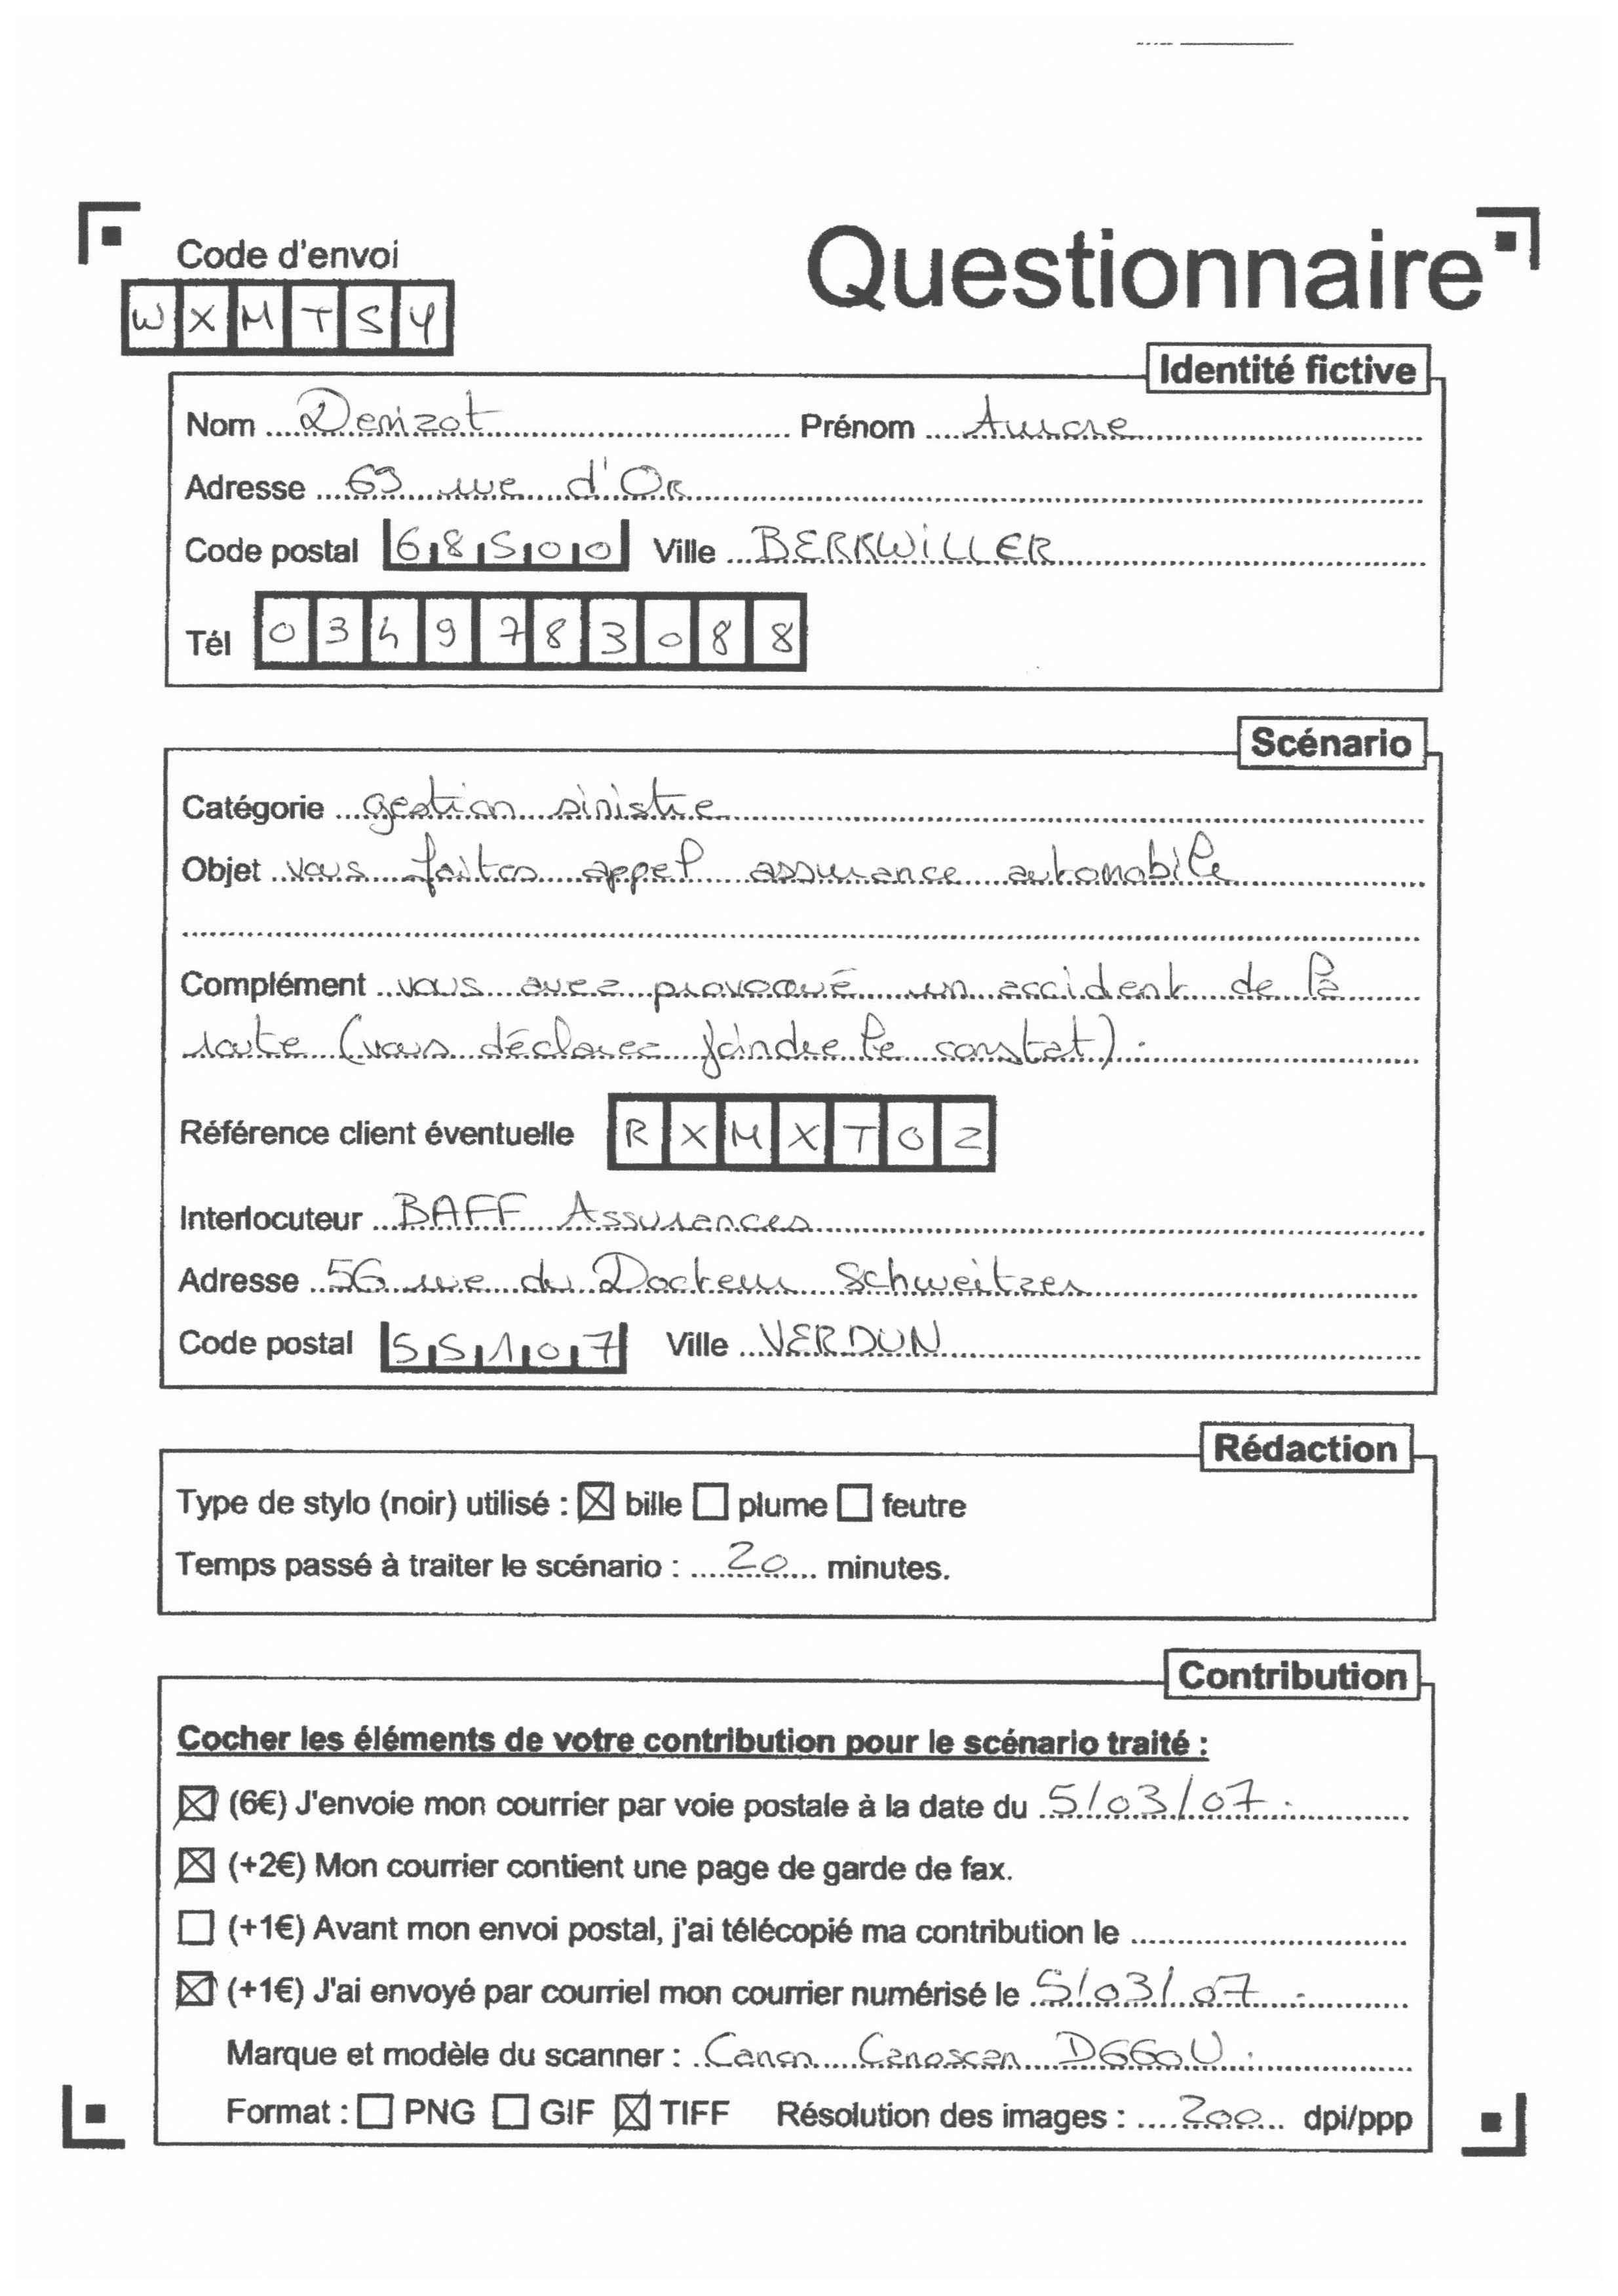 Code d'envoi
Questionnaire
W X M T S Y
Identité fictive
Nom Denizot Prénom Aurore
Adresse 69 rue d'Or
Code postal 68500 Ville BERRWILLER
Tél 0349783088
Scénario
Catégorie gestion sinistre
Objet vous faites appel assurance automobile
Complément vous avez provoqué un accident de la
route (vous déclarez joindre le constat).
Référence client éventuelle R X M X T 0 2
Interlocuteur BAFF Assurances
Adresse 56 rue du Docteur Schweitzer
Code postal 55107 Ville VERDUN
Rédaction
Type de stylo (noir) utilisé : ☒ bille ☐ plume ☐ feutre
Temps passé à traiter le scénario : 20 minutes.
Contribution
Cocher les éléments de votre contribution pour le scénario traité :
☒ (6€) J'envoie mon courrier par voie postale à la date du 5/03/07.
☒ (+2€) Mon courrier contient une page de garde de fax.
☐ (+1€) Avant mon envoi postal, j'ai télécopié ma contribution le
☒ (+1€) J'ai envoyé par courriel mon courrier numérisé le 5/03/07.
Marque et modèle du scanner : Canon Canoscan D660U.
Format : ☐ PNG ☐ GIF ☒ TIFF Résolution des images : 200 dpi/ppp